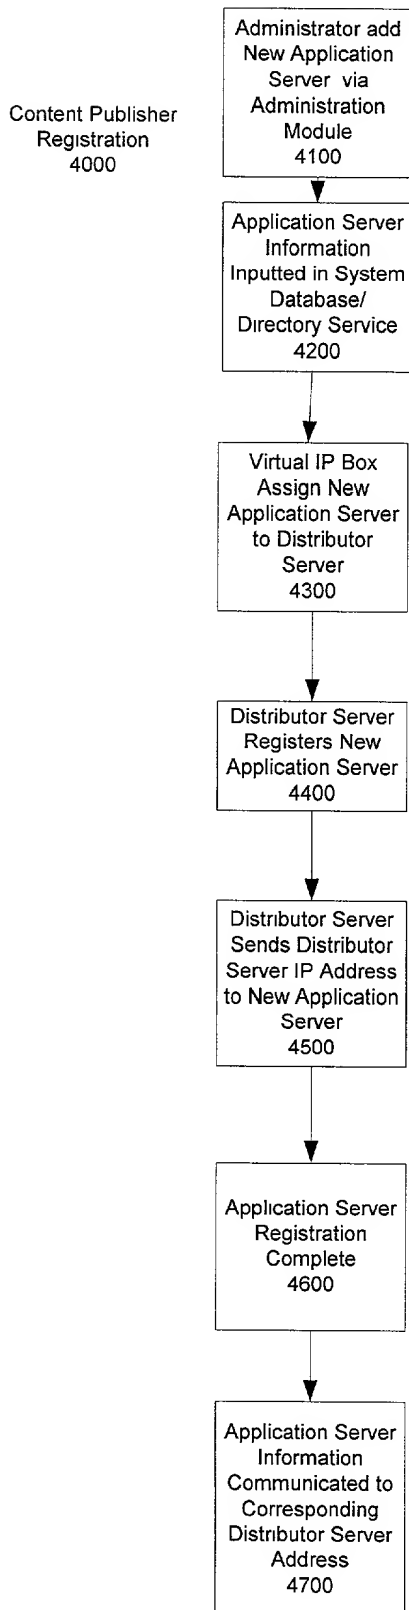 Administrator add
New Application
Server via
Administration
Module
4100
Content Publisher
Registration
4000
Application Server
Information
Inputted in System
Database/
Directory Service
4200
Virtual IP Box
Assign New
Application Server
to Distributor
Server
4300
Distributor Server
Registers New
Application Server
4400
Distributor Server
Sends Distributor
Server IP Address
to New Application
Server
4500
Application Server
Registration
Complete
4600
Application Server
Information
Communicated to
Corresponding
Distributor Server
Address
4700